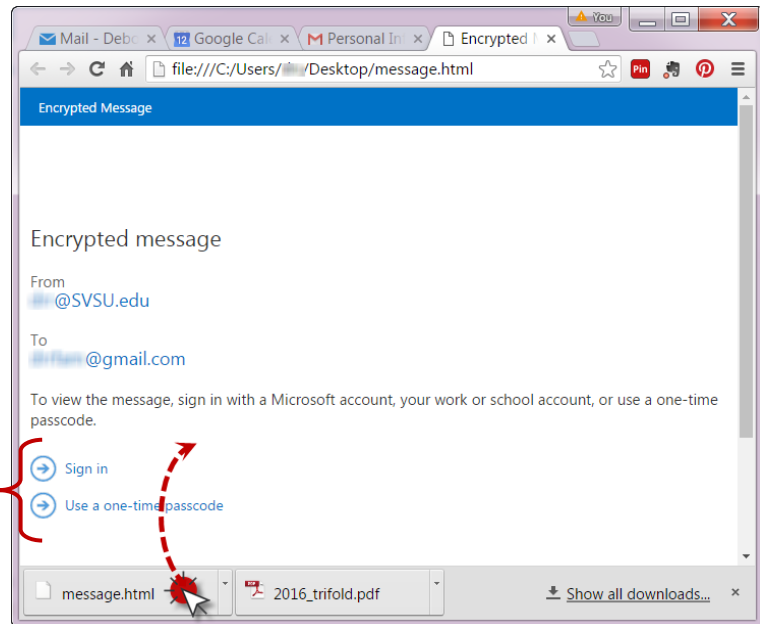 You
Mail - Debo
12 Google Cal
Personal In
Encrypted
file:///C:/Users/ /Desktop/message.html
Pin
Encrypted Message
Encrypted message
From
@SVSU.edu
To
@gmail.com
To view the message, sign in with a Microsoft account, your work or school account, or use a one-time
passcode.
Sign in
Use a one-time passcode
message.html
2016_trifold.pdf
Show all downloads...